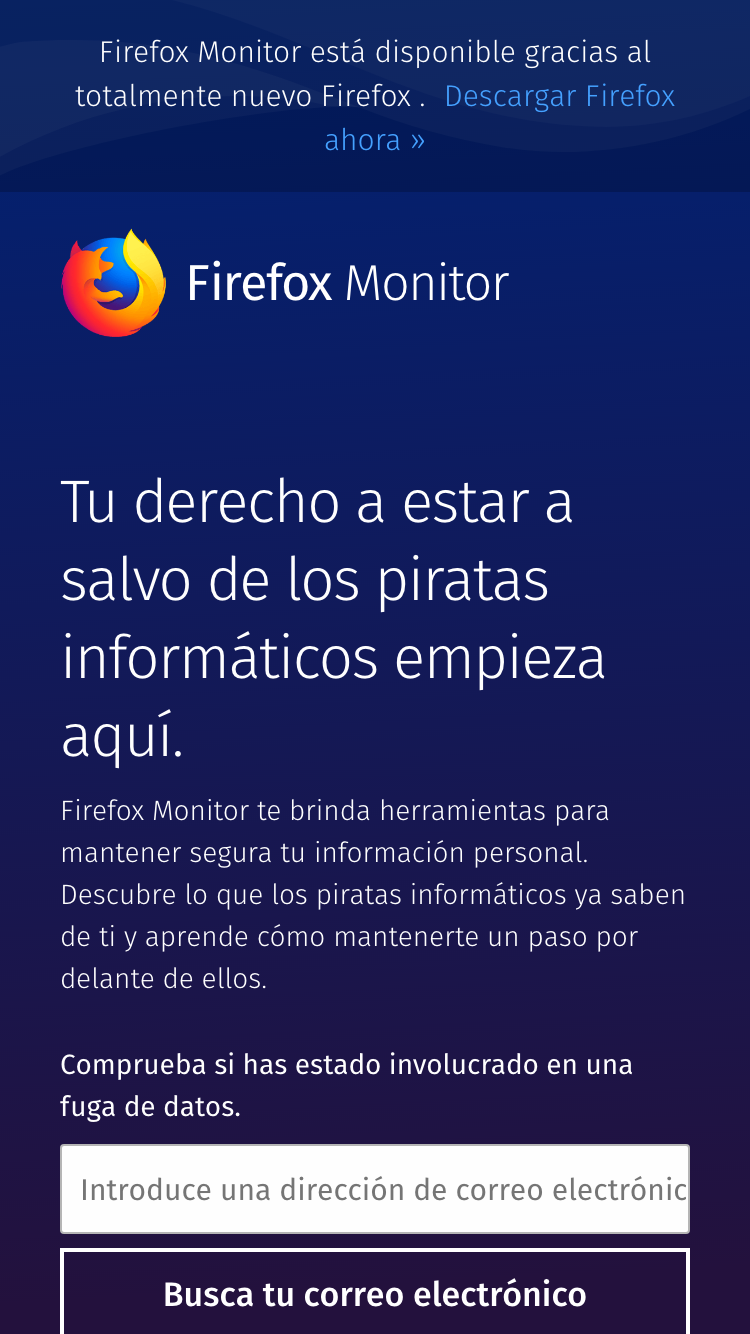 Firefox Monitor está disponible gracias al
totalmente nuevo Firefox . Descargar Firefox
ahora »
Firefox Monitor
Tu derecho a estar a
salvo de los piratas
informáticos empieza
aquí.
Firefox Monitor te brinda herramientas para
mantener segura tu información personal.
Descubre lo que los piratas informáticos ya saben
de ti y aprende cómo mantenerte un paso por
delante de ellos.
Comprueba si has estado involucrado en una
fuga de datos.
Introduce una dirección de correo electrónic
Busca tu correo electrónico